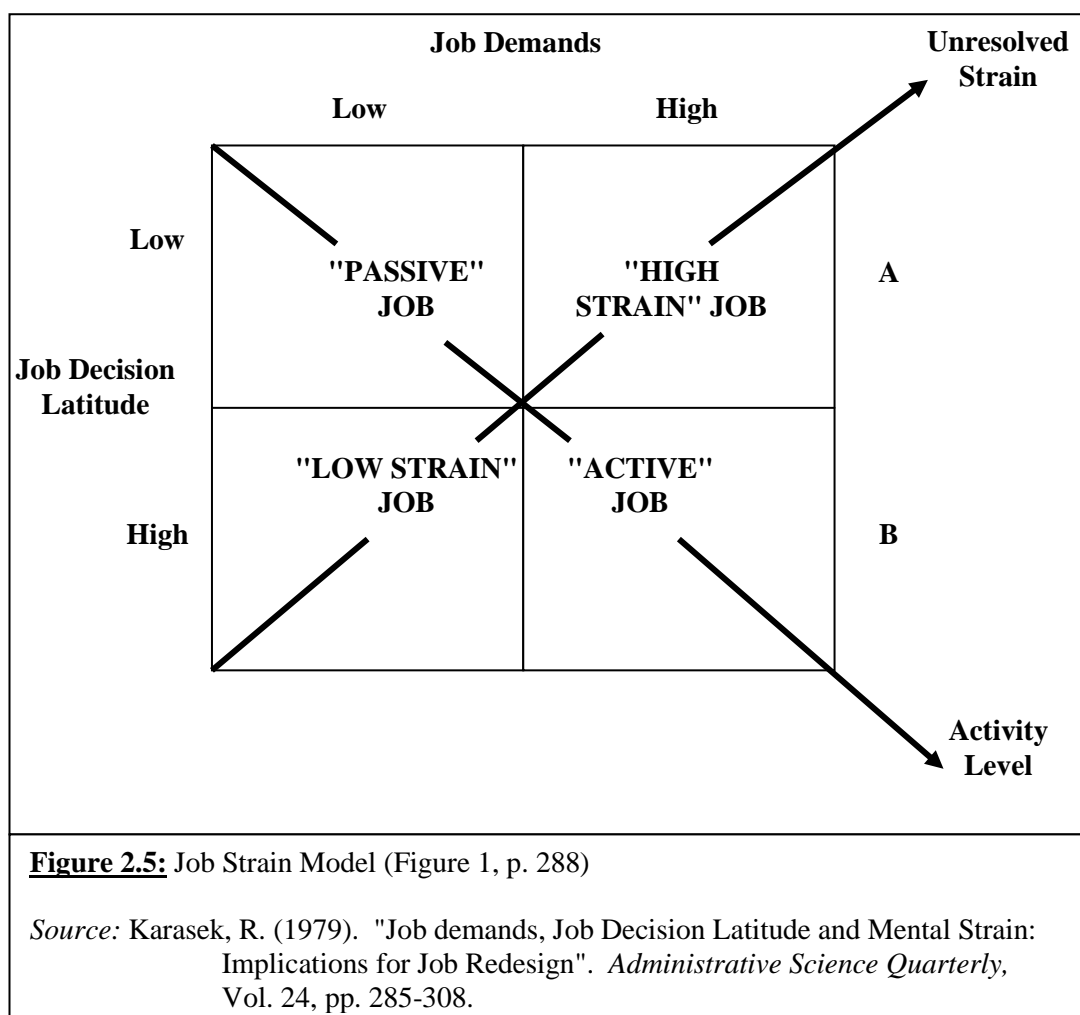 Job Demands
Unresolved
Strain
Low
High
Low
"PASSIVE"
JOB
"HIGH
STRAIN" JOB
A
Job Decision
Latitude
"LOW STRAIN"
JOB
"ACTIVE"
JOB
High
B
Activity
Level
Figure 2.5: Job Strain Model (Figure 1, p. 288)
Source: Karasek, R. (1979). "Job demands, Job Decision Latitude and Mental Strain:
Implications for Job Redesign". Administrative Science Quarterly,
Vol. 24, pp. 285-308.